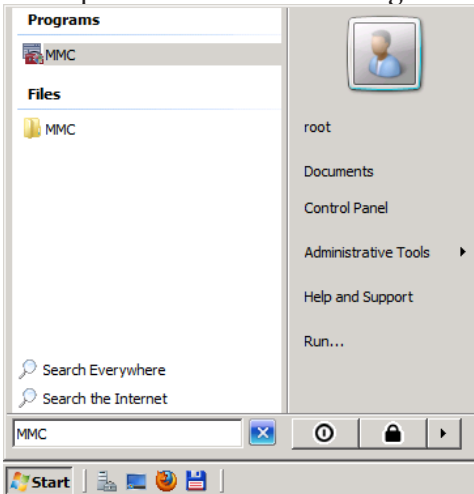 Programs
MMC
Files
MMC
Search Everywhere
Search the Internet
MMC
root
Documents
Control Panel
Administrative Tools
Help and Support
Run...
Start